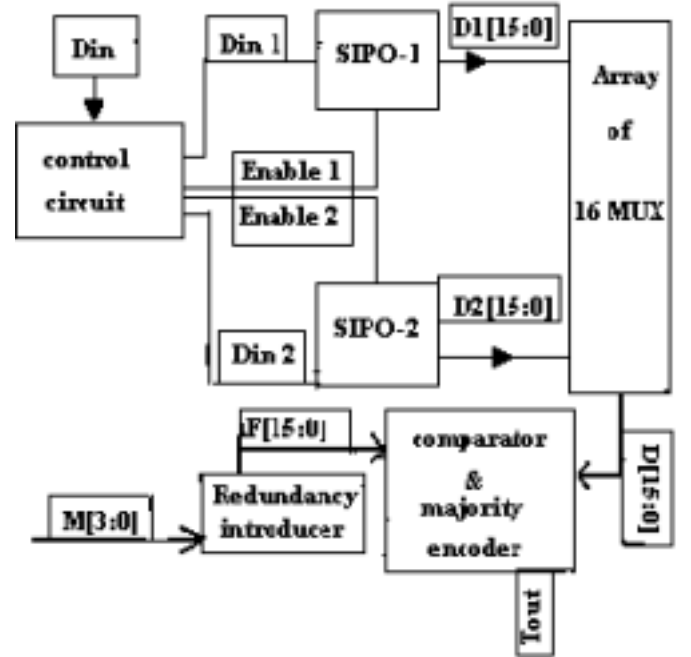 Din
Din 1
SIPO-1
D1[15:0]
Array
of
16 MUX
control
circuit
Enable 1
Enable 2
Din 2
SIPO-2
D2[15:0]
F[15:0]
comparator
&
majority
encoder
D[15:0]
M[3:0]
Redundancy
introducer
Tout